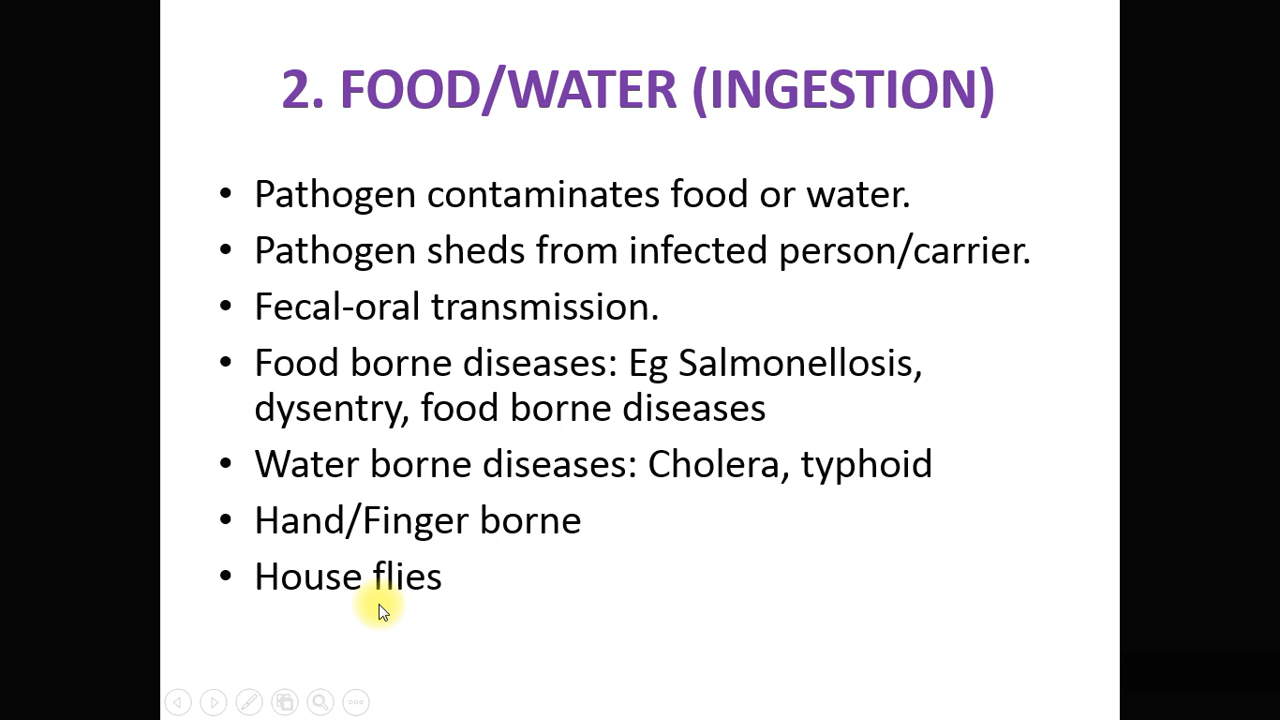 2. FOOD/WATER (INGESTION)
• Pathogen contaminates food or water.
• Pathogen sheds from infected person/carrier.
• Fecal-oral transmission.
• Food borne diseases: Eg Salmonellosis,
dysentry, food borne diseases
• Water borne diseases: Cholera, typhoid
• Hand/Finger borne
• House flies